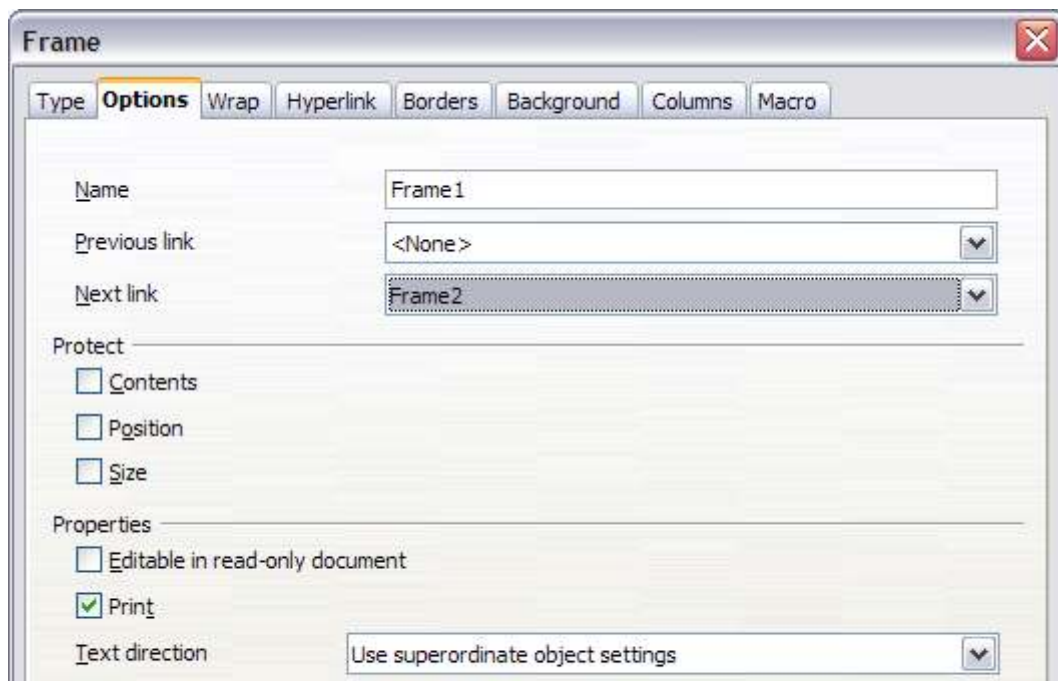 Frame
Type Options Wrap Hyperlink Borders Background Columns Macro
Name Frame1
Previous link <None>
Next link Frame2
Protect
Contents
Position
Size
Properties
Editable in read-only document
Print
Text direction Use superordinate object settings